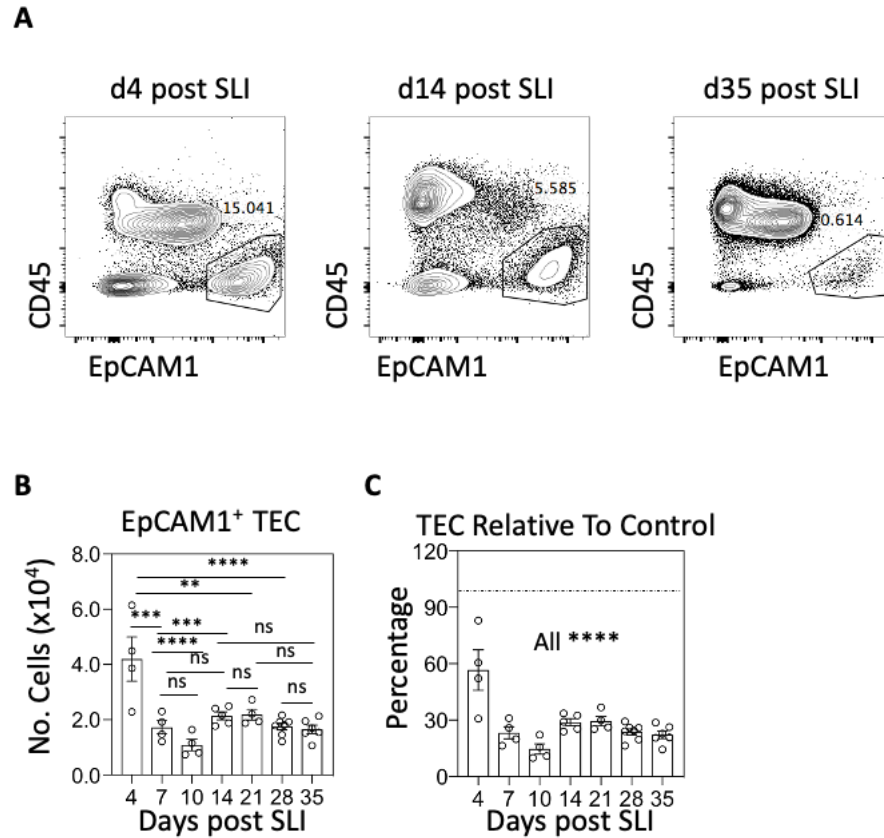 A
d4 post SLI
d14 post SLI
d35 post SLI
15.041
5.585
0.614
CD45
CD45
CD45
EpCAM1
EpCAM1
EpCAM1
B
EpCAM1+ TEC
No. Cells (x10⁴)
8.0
6.0
4.0
2.0
0.0
****
**
***
***
ns
****
ns
ns
ns
ns
ns
4 7 10 14 21 28 35
Days post SLI
C
TEC Relative To Control
Percentage
120
90
60
30
0
All ****
4 7 10 14 21 28 35
Days post SLI